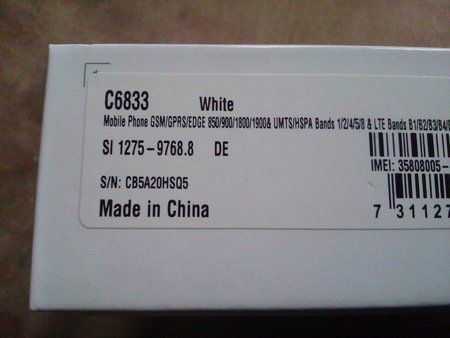 C6833 White
Mobile Phone GSM/GPRS/EDGE 850/900/1800/1900& UMTS/HSPA Bands 1/2/4/5/8 & LTE Bands B1/B2/B3/B4/
SI 1275-9768.8 DE
IMEI: 35808005-
S/N: CB5A20HSQ5
Made in China
7 31127